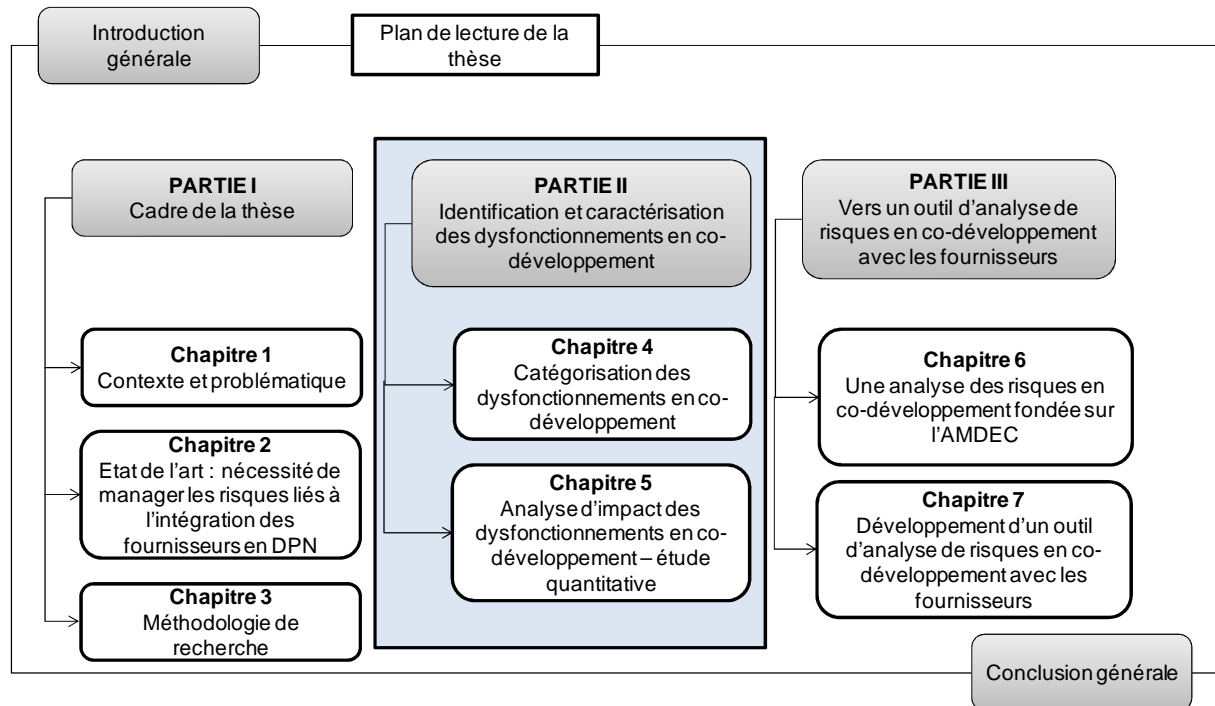 Introduction
générale
Plan de lecture de la
thèse
PARTIE I
Cadre de la thèse
Chapitre 1
Contexte et problématique
Chapitre 2
Etat de l'art : nécessité de
manager les risques liés à
l'intégration des
fournisseurs en DPN
Chapitre 3
Méthodologie de
recherche
PARTIE II
Identification et caractérisation
des dysfonctionnements en co-
développement
Chapitre 4
Catégorisation des
dysfonctionnements en co-
développement
Chapitre 5
Analyse d'impact des
dysfonctionnements en co-
développement – étude
quantitative
PARTIE III
Vers un outil d'analyse de
risques en co-développement
avec les fournisseurs
Chapitre 6
Une analyse des risques en
co-développement fondée sur
l'AMDEC
Chapitre 7
Développement d'un outil
d'analyse de risques en co-
développement avec les
fournisseurs
Conclusion générale